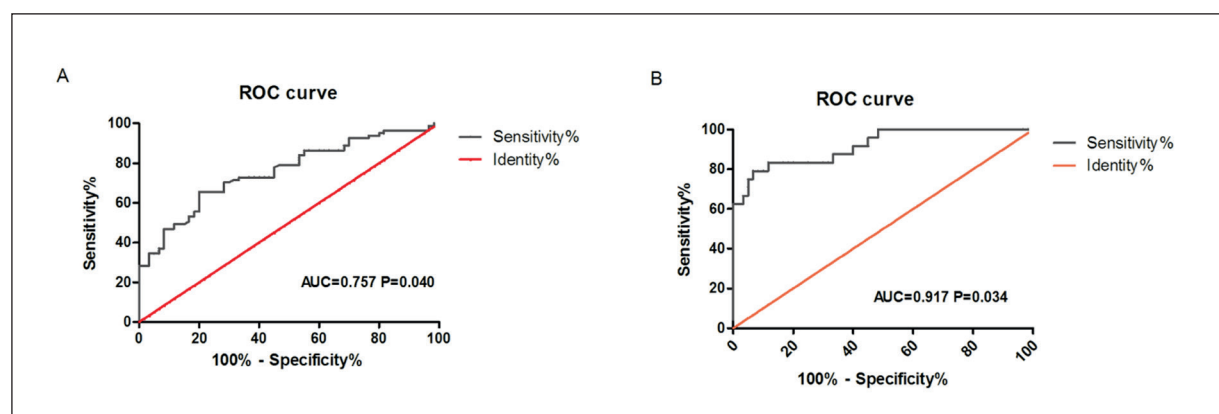 A
ROC curve
100
80
60
40
20
0
Sensitivity%
Sensitivity%
Identity%
AUC=0.757 P=0.040
0 20 40 60 80 100
100% - Specificity%
B
ROC curve
100
80
60
40
20
0
Sensitivity%
Sensitivity%
Identity%
AUC=0.917 P=0.034
0 20 40 60 80 100
100% - Specificity%